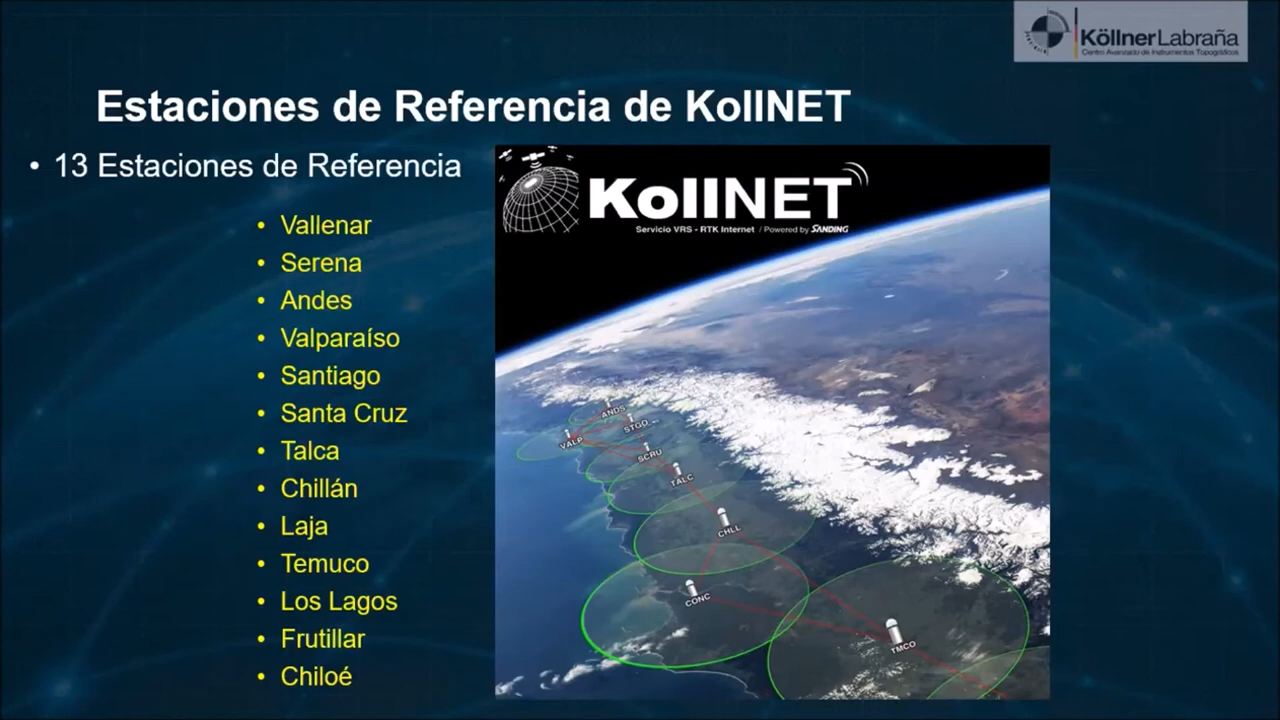 KöllnerLabraña
Centro Avanzado de Instrumentos Topográficos
Estaciones de Referencia de KollNET
• 13 Estaciones de Referencia
• Vallenar
• Serena
• Andes
• Valparaíso
• Santiago
• Santa Cruz
• Talca
• Chillán
• Laja
• Temuco
• Los Lagos
• Frutillar
• Chiloé
KollNET
Servicio VRS - RTK Internet / Powered by SANDING
ANDS
STGO
VALP
SCRU
TALC
CHLL
CONC
TMCO